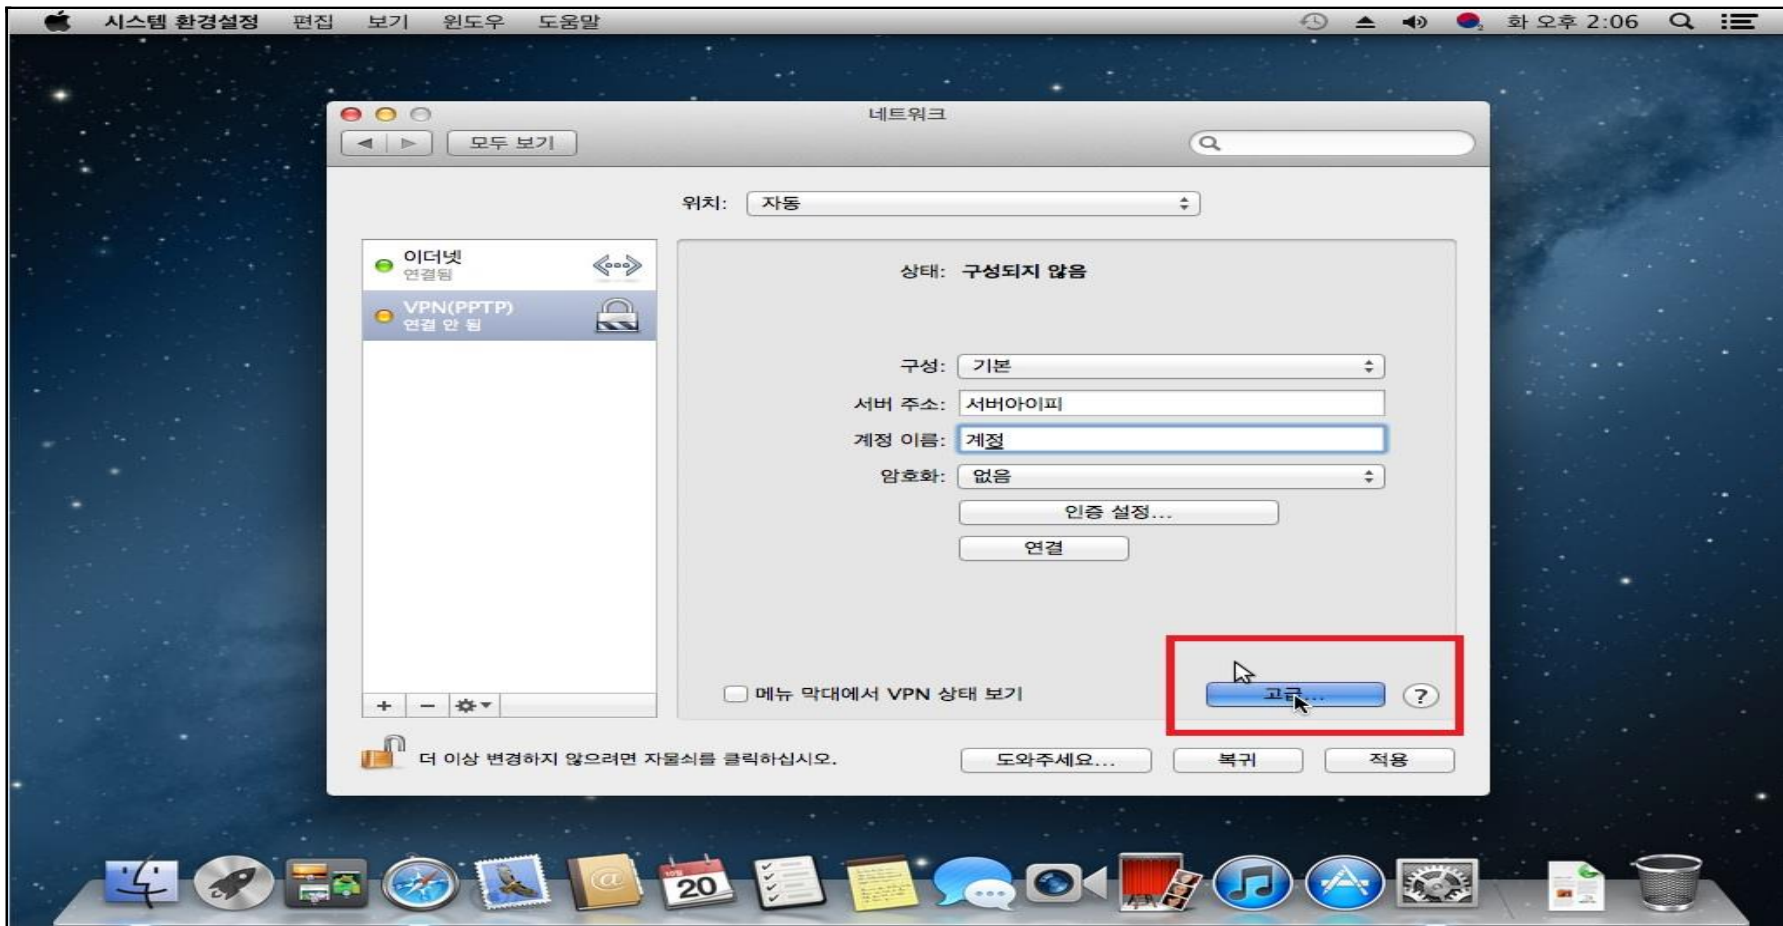 시스템 환경설정 편집 보기 윈도우 도움말 화 오후 2:06
네트워크
모두 보기
위치: 자동
이더넷
연결됨
VPN(PPTP)
연결 안 됨
상태: 구성되지 않음
구성: 기본
서버 주소: 서버아이피
계정 이름: 계정
암호화: 없음
인증 설정...
연결
메뉴 막대에서 VPN 상태 보기
고급...
?
더 이상 변경하지 않으려면 자물쇠를 클릭하십시오.
도와주세요... 복귀 적용
10월
20